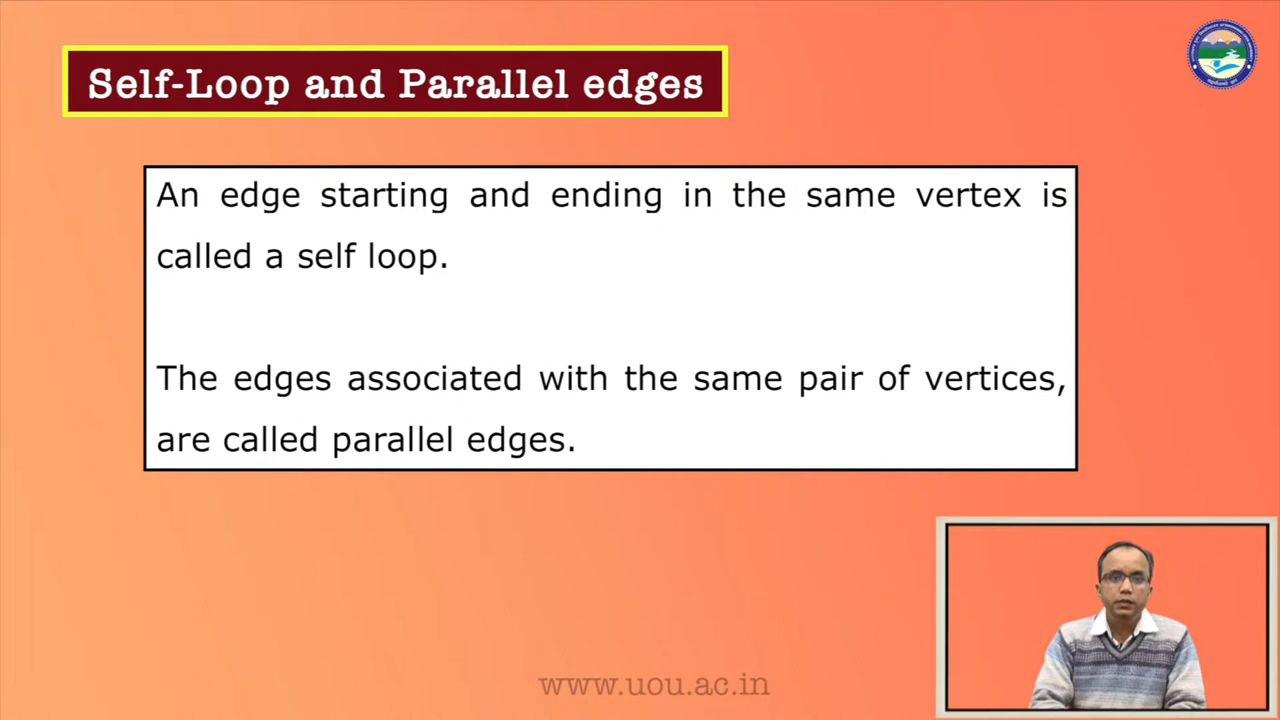 Self-Loop and Parallel edges
An edge starting and ending in the same vertex is
called a self loop.
The edges associated with the same pair of vertices,
are called parallel edges.
www.uou.ac.in